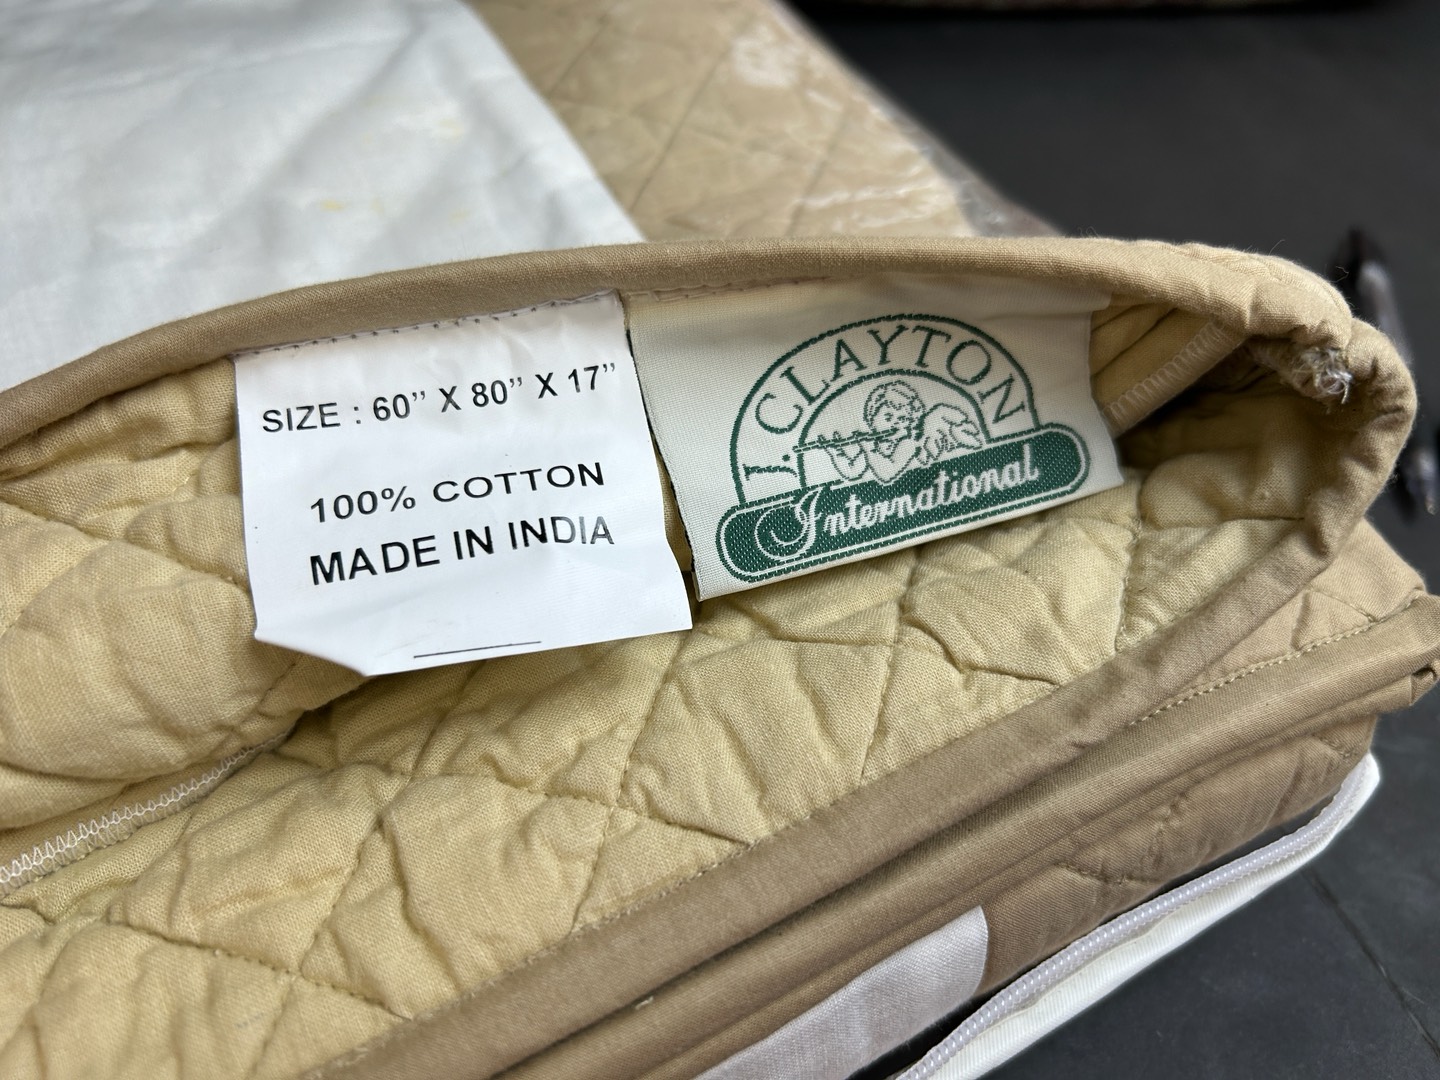 SIZE : 60” X 80” X 17”
100% COTTON
MADE IN INDIA
J. CLAYTON
International